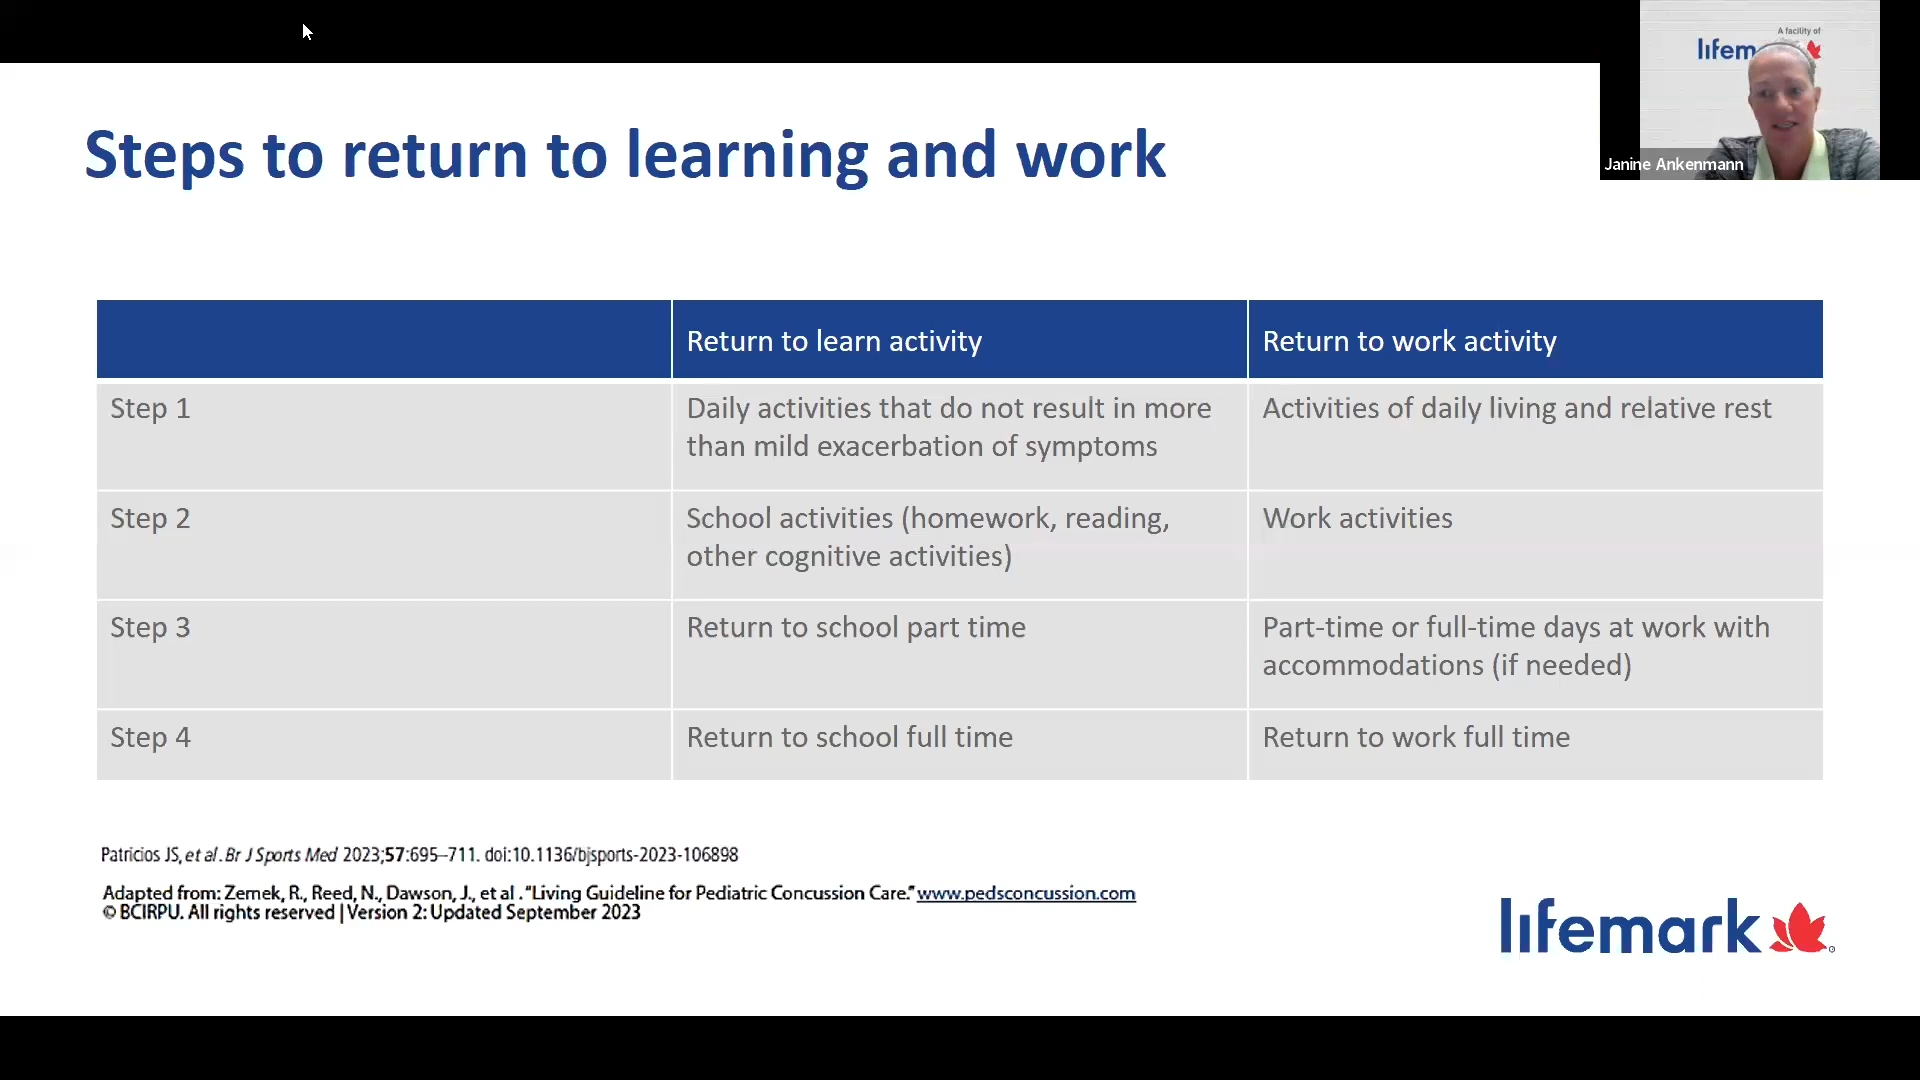 A facility of
lifem
Janine Ankenmann
Steps to return to learning and work
Return to learn activity
Return to work activity
Step 1
Daily activities that do not result in more
than mild exacerbation of symptoms
Activities of daily living and relative rest
Step 2
School activities (homework, reading,
other cognitive activities)
Work activities
Step 3
Return to school part time
Part-time or full-time days at work with
accommodations (if needed)
Step 4
Return to school full time
Return to work full time
Patricios JS, et al. Br J Sports Med 2023;57:695–711. doi:10.1136/bjsports-2023-106898
Adapted from: Zemek, R., Reed, N., Dawson, J., et al . "Living Guideline for Pediatric Concussion Care." www.pedsconcussion.com
© BCIRPU. All rights reserved | Version 2: Updated September 2023
lifemark